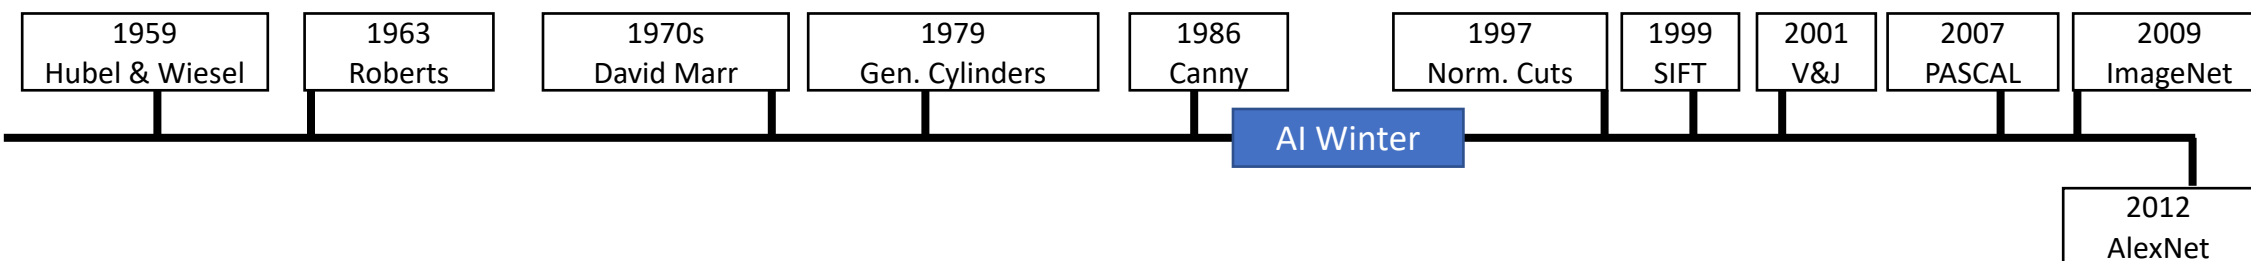 1959
Hubel & Wiesel
1963
Roberts
1970s
David Marr
1979
Gen. Cylinders
1986
Canny
1997
Norm. Cuts
1999
SIFT
2001
V&J
2007
PASCAL
2009
ImageNet
AI Winter
2012
AlexNet